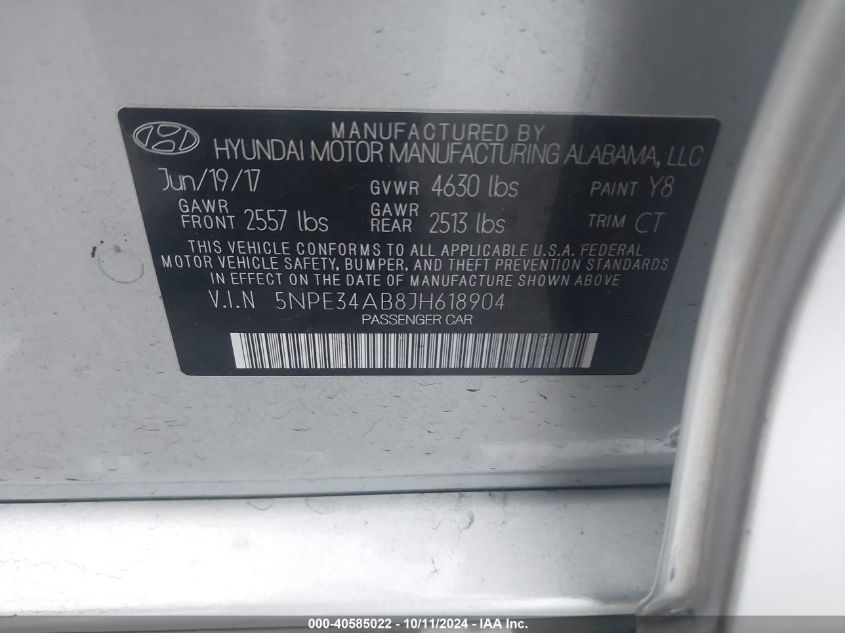 MANUFACTURED BY
HYUNDAI MOTOR MANUFACTURING ALABAMA, LLC
Jun/19/17 GVWR 4630 lbs PAINT Y8
GAWR FRONT 2557 lbs GAWR REAR 2513 lbs TRIM CT
THIS VEHICLE CONFORMS TO ALL APPLICABLE U.S.A. FEDERAL
MOTOR VEHICLE SAFETY, BUMPER, AND THEFT PREVENTION STANDARDS
IN EFFECT ON THE DATE OF MANUFACTURE SHOWN ABOVE
V.I.N 5NPE34AB8JH618904
PASSENGER CAR
000-40585022 - 10/11/2024 - IAA Inc.